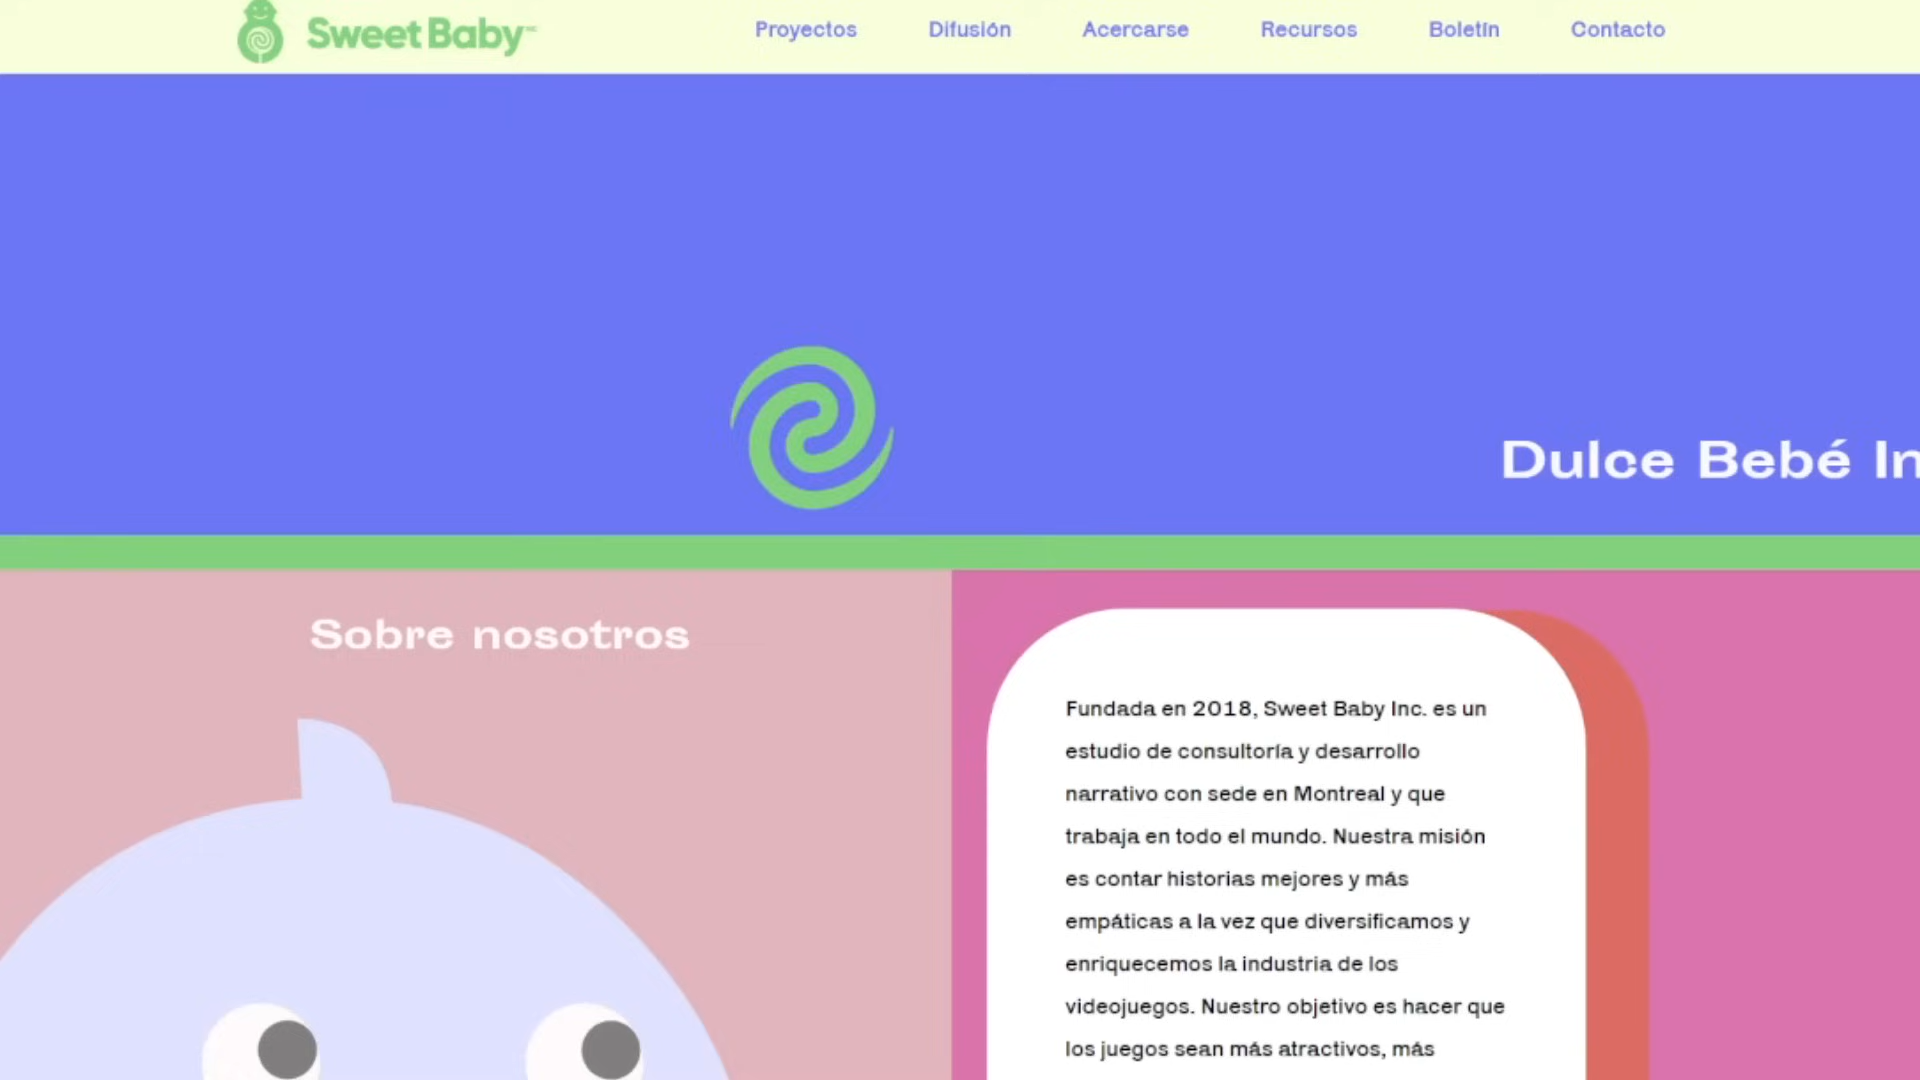 Sweet Baby
Proyectos
Difusión
Acercarse
Recursos
Boletín
Contacto
Dulce Bebé In
Sobre nosotros
Fundada en 2018, Sweet Baby Inc. es un
estudio de consultoría y desarrollo
narrativo con sede en Montreal y que
trabaja en todo el mundo. Nuestra misión
es contar historias mejores y más
empáticas a la vez que diversificamos y
enriquecemos la industria de los
videojuegos. Nuestro objetivo es hacer que
los juegos sean más atractivos, más